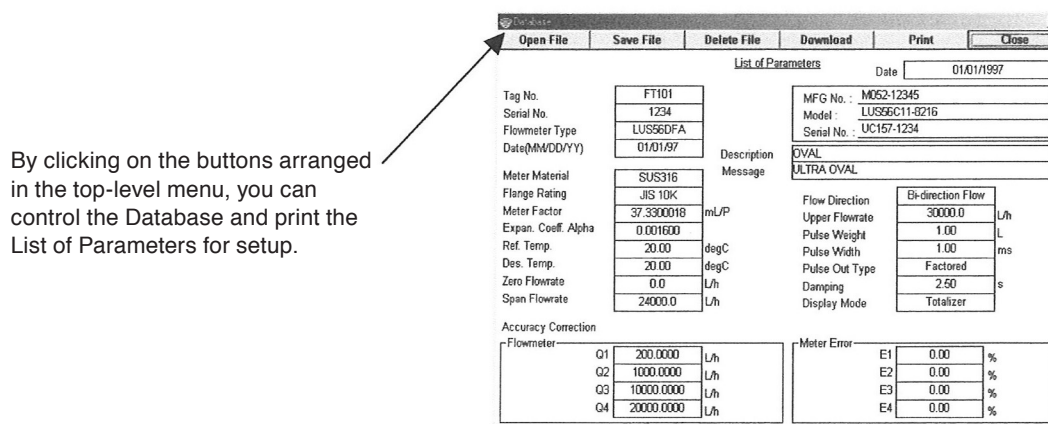 By clicking on the buttons arranged
in the top-level menu, you can
control the Database and print the
List of Parameters for setup.
Database
Open File Save File Delete File Download Print Close
List of Parameters
Date 01/01/1997
Tag No. FT101
Serial No. 1234
Flowmeter Type LUS56DFA
Date(MM/DD/YY) 01/01/97
MFG No. : M052-12345
Model : LUS56C11-8216
Serial No. : UC157-1234
Description OVAL
Message ULTRA OVAL
Meter Material SUS316
Flange Rating JIS 10K
Meter Factor 37.3300018 mL/P
Expan. Coeff. Alpha 0.001600
Ref. Temp. 20.00 degC
Des. Temp. 20.00 degC
Zero Flowrate 0.0 L/h
Span Flowrate 24000.0 L/h
Flow Direction Bi-direction Flow
Upper Flowrate 30000.0 L/h
Pulse Weight 1.00 L
Pulse Width 1.00 ms
Pulse Out Type Factored
Damping 2.50 s
Display Mode Totalizer
Accuracy Correction
Flowmeter
Q1 200.0000 L/h
Q2 1000.0000 L/h
Q3 10000.0000 L/h
Q4 20000.0000 L/h
Meter Error
E1 0.00 %
E2 0.00 %
E3 0.00 %
E4 0.00 %